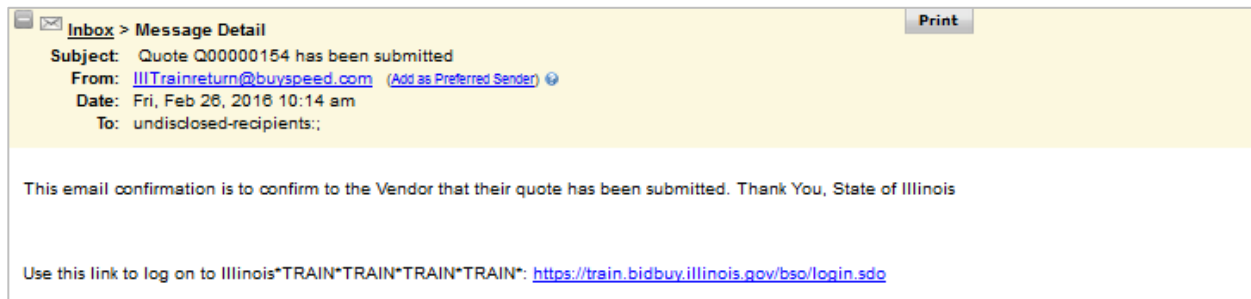 Inbox > Message Detail
Print
Subject: Quote Q00000154 has been submitted
From: IllTrainreturn@buyspeed.com (Add as Preferred Sender)
Date: Fri, Feb 26, 2016 10:14 am
To: undisclosed-recipients:;
This email confirmation is to confirm to the Vendor that their quote has been submitted. Thank You, State of Illinois
Use this link to log on to Illinois*TRAIN*TRAIN*TRAIN*TRAIN*: https://train.bidbuy.illinois.gov/bso/login.sdo